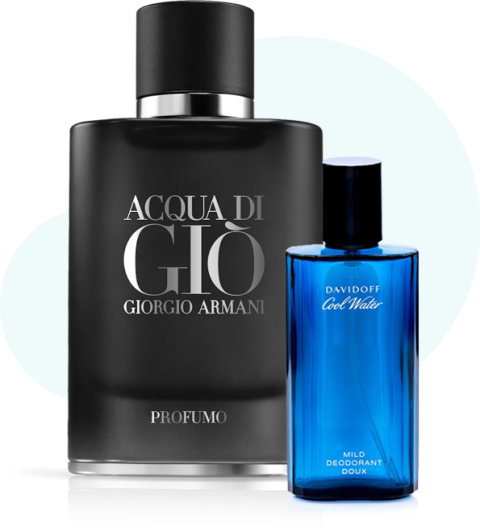 ACQUA DI
GIÒ
GIORGIO ARMANI
PROFUMO
DAVIDOFF
Cool Water
MILD
DEODORANT
DOUX